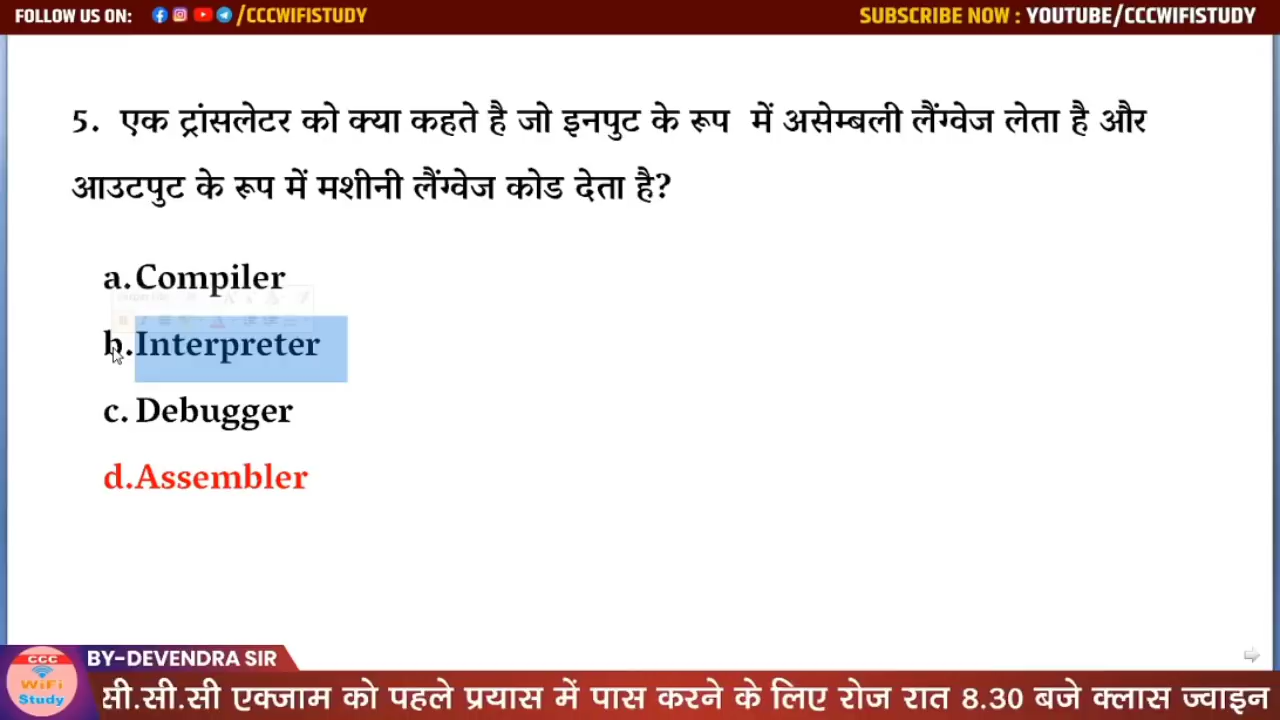 FOLLOW US ON: /CCCWIFISTUDY
SUBSCRIBE NOW : YOUTUBE/CCCWIFISTUDY
5. एक ट्रांसलेटर को क्या कहते है जो इनपुट के रूप में असेम्बली लैंग्वेज लेता है और
आउटपुट के रूप में मशीनी लैंग्वेज कोड देता है?
a. Compiler
b. Interpreter
c. Debugger
d. Assembler
BY-DEVENDRA SIR
CCC
WiFi
Study
सी.सी.सी एक्जाम को पहले प्रयास में पास करने के लिए रोज रात 8.30 बजे क्लास ज्वाइन